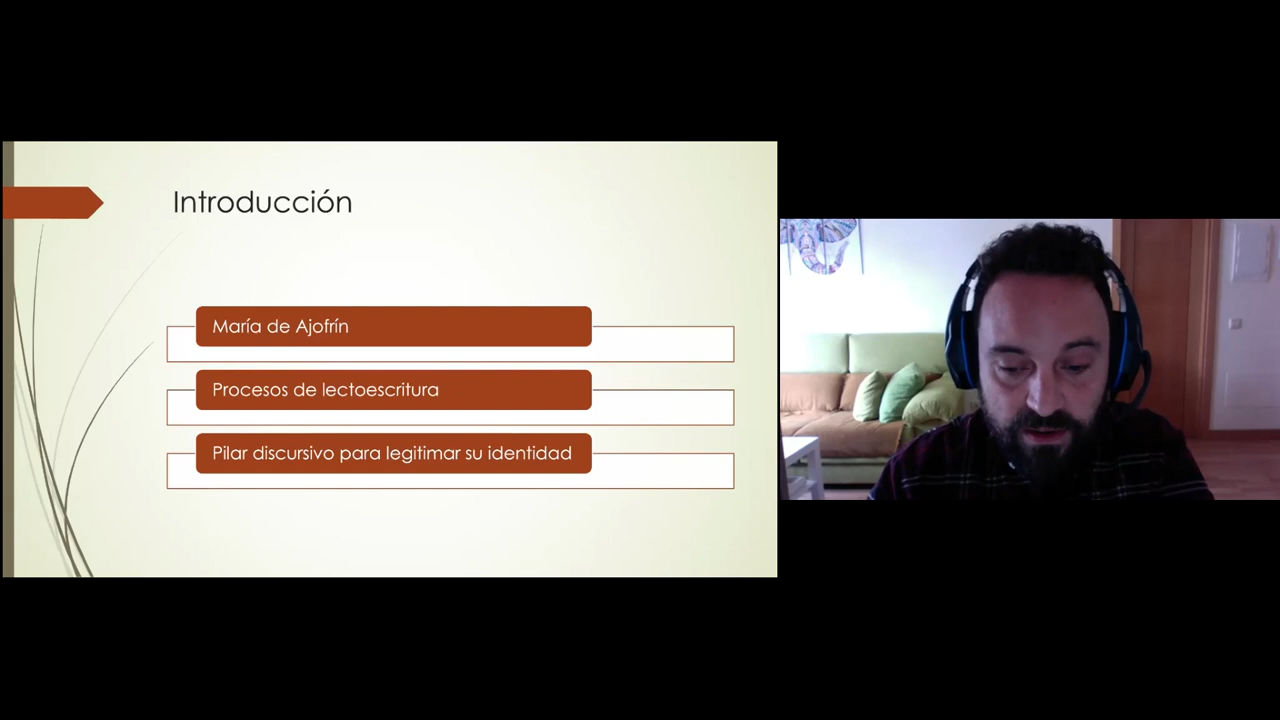 Introducción
María de Ajofrín
Procesos de lectoescritura
Pilar discursivo para legitimar su identidad